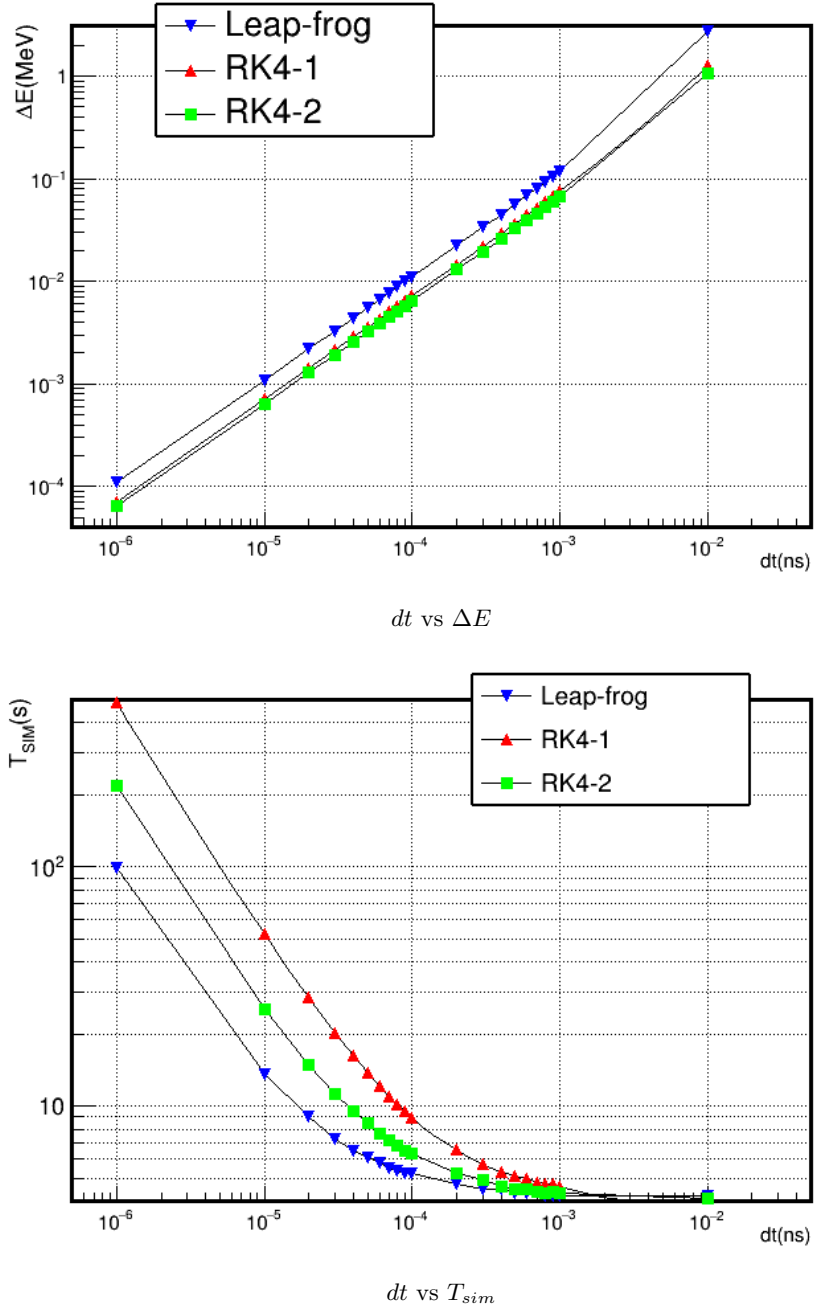 ΔE(MeV)
Leap-frog
RK4-1
RK4-2
1
10⁻¹
10⁻²
10⁻³
10⁻⁴
10⁻⁶ 10⁻⁵ 10⁻⁴ 10⁻³ 10⁻²
dt(ns)
dt vs ΔE
T_SIM(s)
Leap-frog
RK4-1
RK4-2
10²
10
10⁻⁶ 10⁻⁵ 10⁻⁴ 10⁻³ 10⁻²
dt(ns)
dt vs T_sim